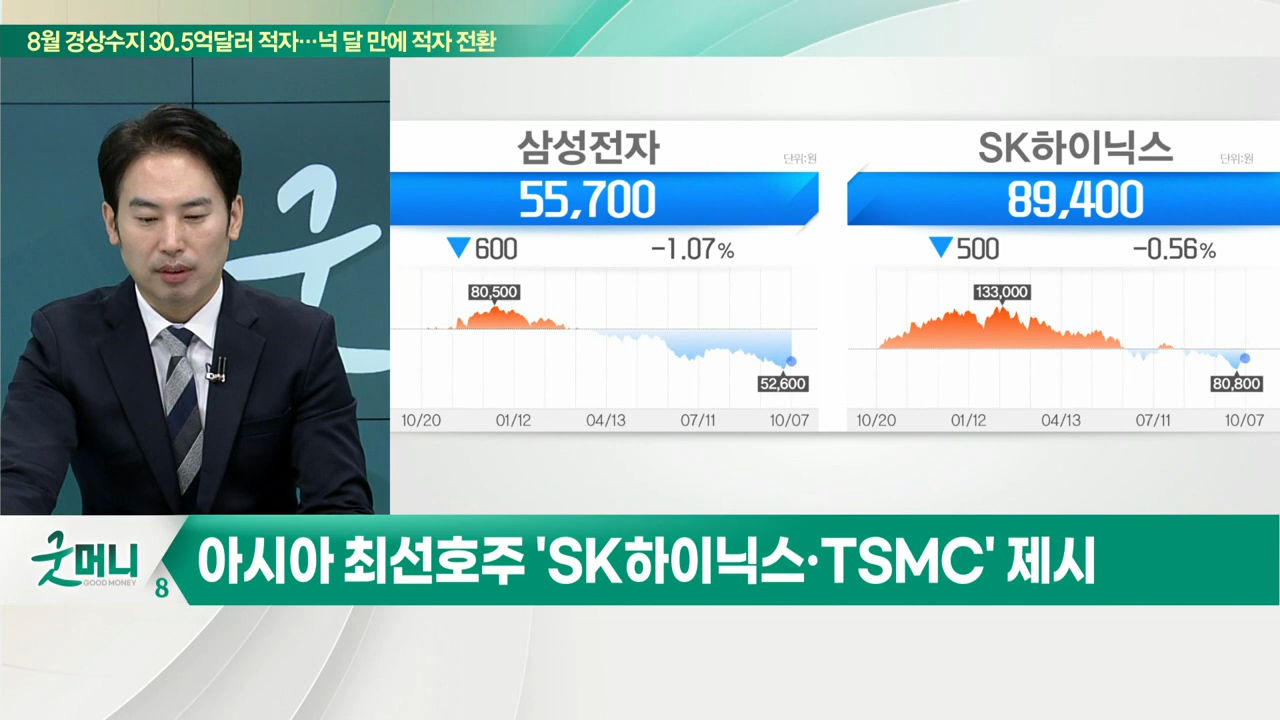 8월 경상수지 30.5억달러 적자…넉 달 만에 적자 전환
굿
삼성전자
단위:원
55,700
▼600 -1.07%
80,500
52,600
10/20 01/12 04/13 07/11 10/07
SK하이닉스
단위:원
89,400
▼500 -0.56%
133,000
80,800
10/20 01/12 04/13 07/11 10/07
굿머니
GOOD MONEY
8
아시아 최선호주 'SK하이닉스·TSMC' 제시